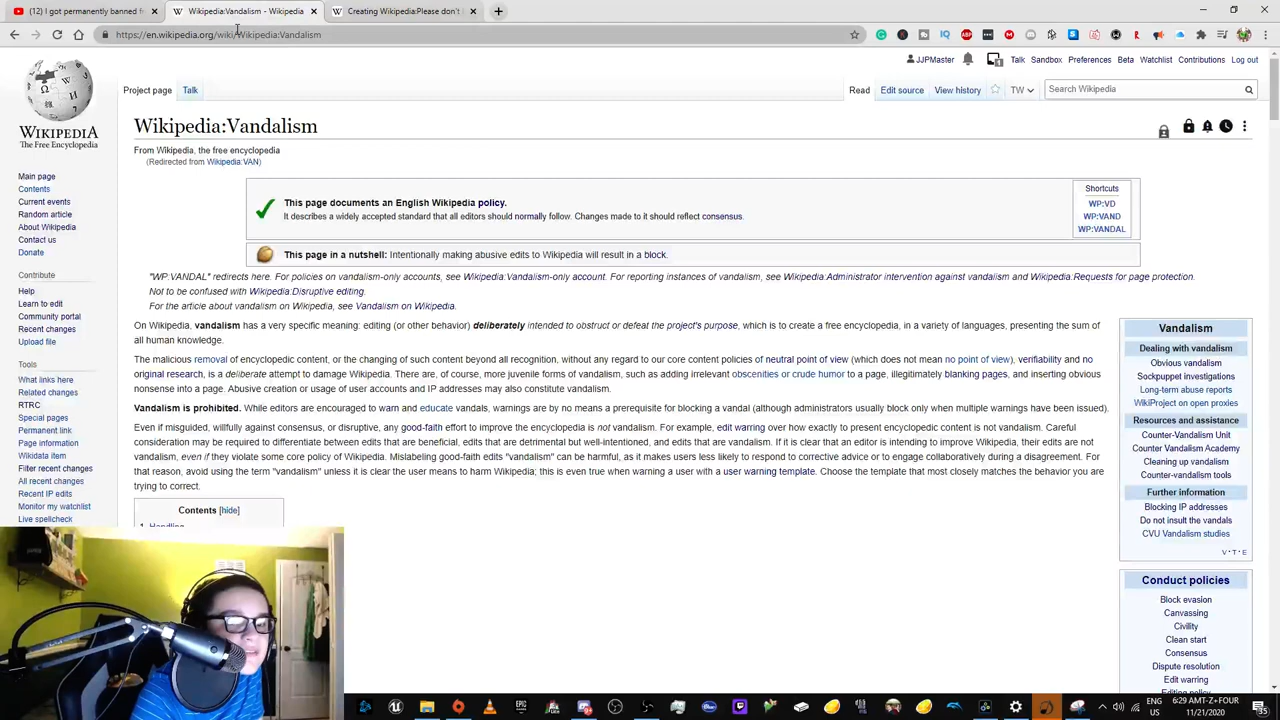 (12) I got permanently banned f
Wikipedia:Vandalism - Wikipedia
Creating Wikipedia:Please don't
https://en.wikipedia.org/wiki/Wikipedia:Vandalism
JJPMaster Talk Sandbox Preferences Beta Watchlist Contributions Log out
Project page Talk Read Edit source View history TW Search Wikipedia
WIKIPEDIA
The Free Encyclopedia
Wikipedia:Vandalism
From Wikipedia, the free encyclopedia
(Redirected from Wikipedia:VAN)
This page documents an English Wikipedia policy.
It describes a widely accepted standard that all editors should normally follow. Changes made to it should reflect consensus.
Shortcuts
WP:VD
WP:VAND
WP:VANDAL
This page in a nutshell: Intentionally making abusive edits to Wikipedia will result in a block.
"WP:VANDAL" redirects here. For policies on vandalism-only accounts, see Wikipedia:Vandalism-only account. For reporting instances of vandalism, see Wikipedia:Administrator intervention against vandalism and Wikipedia:Requests for page protection.
Not to be confused with Wikipedia:Disruptive editing.
For the article about vandalism on Wikipedia, see Vandalism on Wikipedia.
On Wikipedia, vandalism has a very specific meaning: editing (or other behavior) deliberately intended to obstruct or defeat the project's purpose, which is to create a free encyclopedia, in a variety of languages, presenting the sum of
all human knowledge.
The malicious removal of encyclopedic content, or the changing of such content beyond all recognition, without any regard to our core content policies of neutral point of view (which does not mean no point of view), verifiability and no
original research, is a deliberate attempt to damage Wikipedia. There are, of course, more juvenile forms of vandalism, such as adding irrelevant obscenities or crude humor to a page, illegitimately blanking pages, and inserting obvious
nonsense into a page. Abusive creation or usage of user accounts and IP addresses may also constitute vandalism.
Vandalism is prohibited. While editors are encouraged to warn and educate vandals, warnings are by no means a prerequisite for blocking a vandal (although administrators usually block only when multiple warnings have been issued).
Even if misguided, willfully against consensus, or disruptive, any good-faith effort to improve the encyclopedia is not vandalism. For example, edit warring over how exactly to present encyclopedic content is not vandalism. Careful
consideration may be required to differentiate between edits that are beneficial, edits that are detrimental but well-intentioned, and edits that are vandalism. If it is clear that an editor is intending to improve Wikipedia, their edits are not
vandalism, even if they violate some core policy of Wikipedia. Mislabeling good-faith edits "vandalism" can be harmful, as it makes users less likely to respond to corrective advice or to engage collaboratively during a disagreement. For
that reason, avoid using the term "vandalism" unless it is clear the user means to harm Wikipedia; this is even true when warning a user with a user warning template. Choose the template that most closely matches the behavior you are
trying to correct.
Contents [hide]
1 Handling
Main page
Contents
Current events
Random article
About Wikipedia
Contact us
Donate
Contribute
Help
Learn to edit
Community portal
Recent changes
Upload file
Tools
What links here
Related changes
RTRC
Special pages
Permanent link
Page information
Wikidata item
Filter recent changes
All recent changes
Recent IP edits
Monitor my watchlist
Live spellcheck
Vandalism
Dealing with vandalism
Obvious vandalism
Sockpuppet investigations
Long-term abuse reports
WikiProject on open proxies
Resources and assistance
Counter-Vandalism Unit
Counter Vandalism Academy
Cleaning up vandalism
Counter-vandalism tools
Further information
Blocking IP addresses
Do not insult the vandals
CVU Vandalism studies
V·T·E
Conduct policies
Block evasion
Canvassing
Civility
Clean start
Consensus
Dispute resolution
Edit warring
Editing policy
ENG
US
6:29 AMT-Z+FOUR
11/21/2020